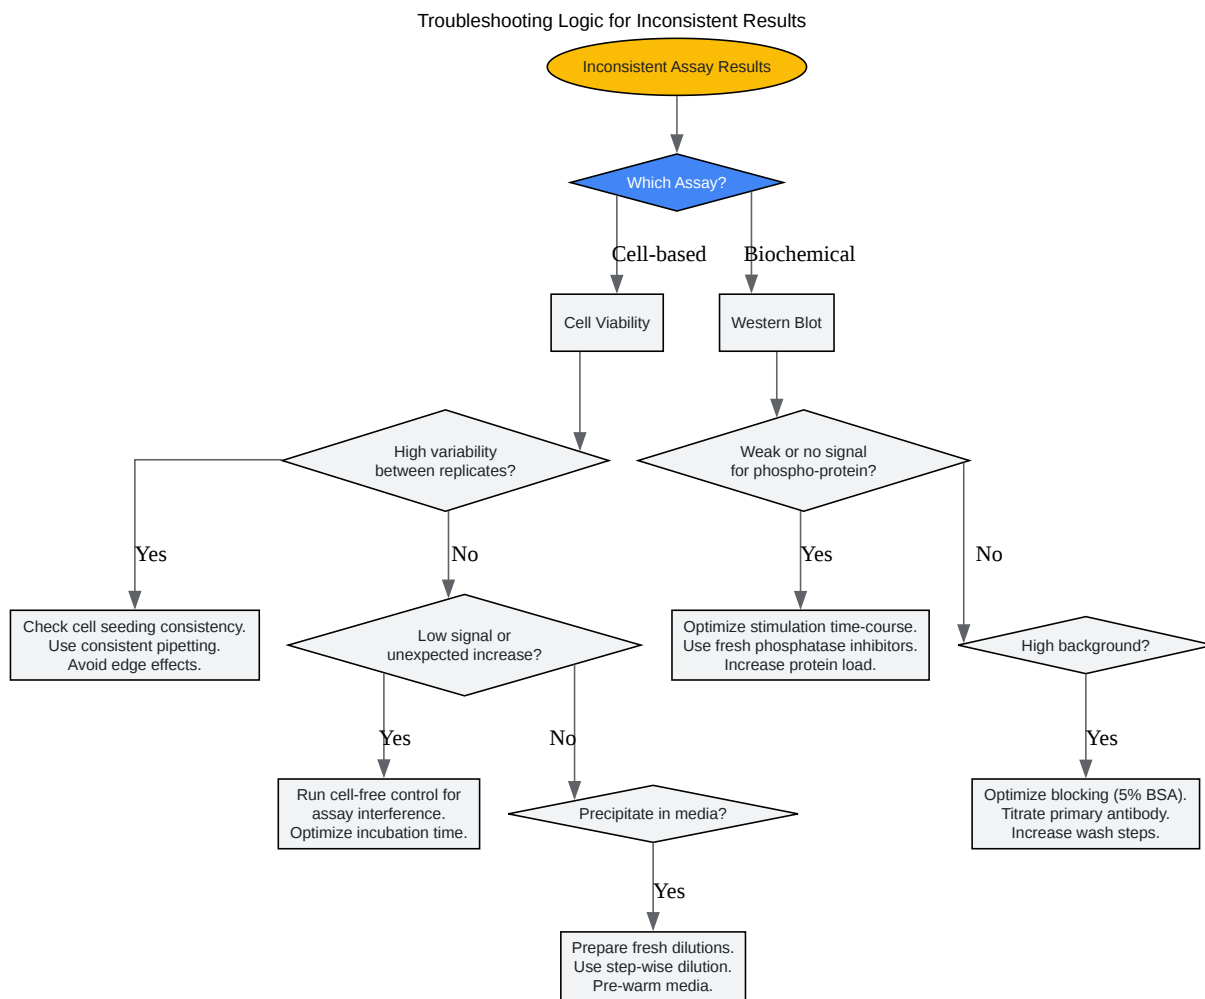 Troubleshooting Logic for Inconsistent Results
Inconsistent Assay Results
Which Assay?
Cell-based
Biochemical
Cell Viability
Western Blot
High variability
between replicates?
Weak or no signal
for phospho-protein?
Yes
No
Yes
No
Check cell seeding consistency.
Use consistent pipetting.
Avoid edge effects.
Low signal or
unexpected increase?
Optimize stimulation time-course.
Use fresh phosphatase inhibitors.
Increase protein load.
High background?
Yes
No
Yes
Run cell-free control for
assay interference.
Optimize incubation time.
Precipitate in media?
Optimize blocking (5% BSA).
Titrate primary antibody.
Increase wash steps.
Yes
Prepare fresh dilutions.
Use step-wise dilution.
Pre-warm media.